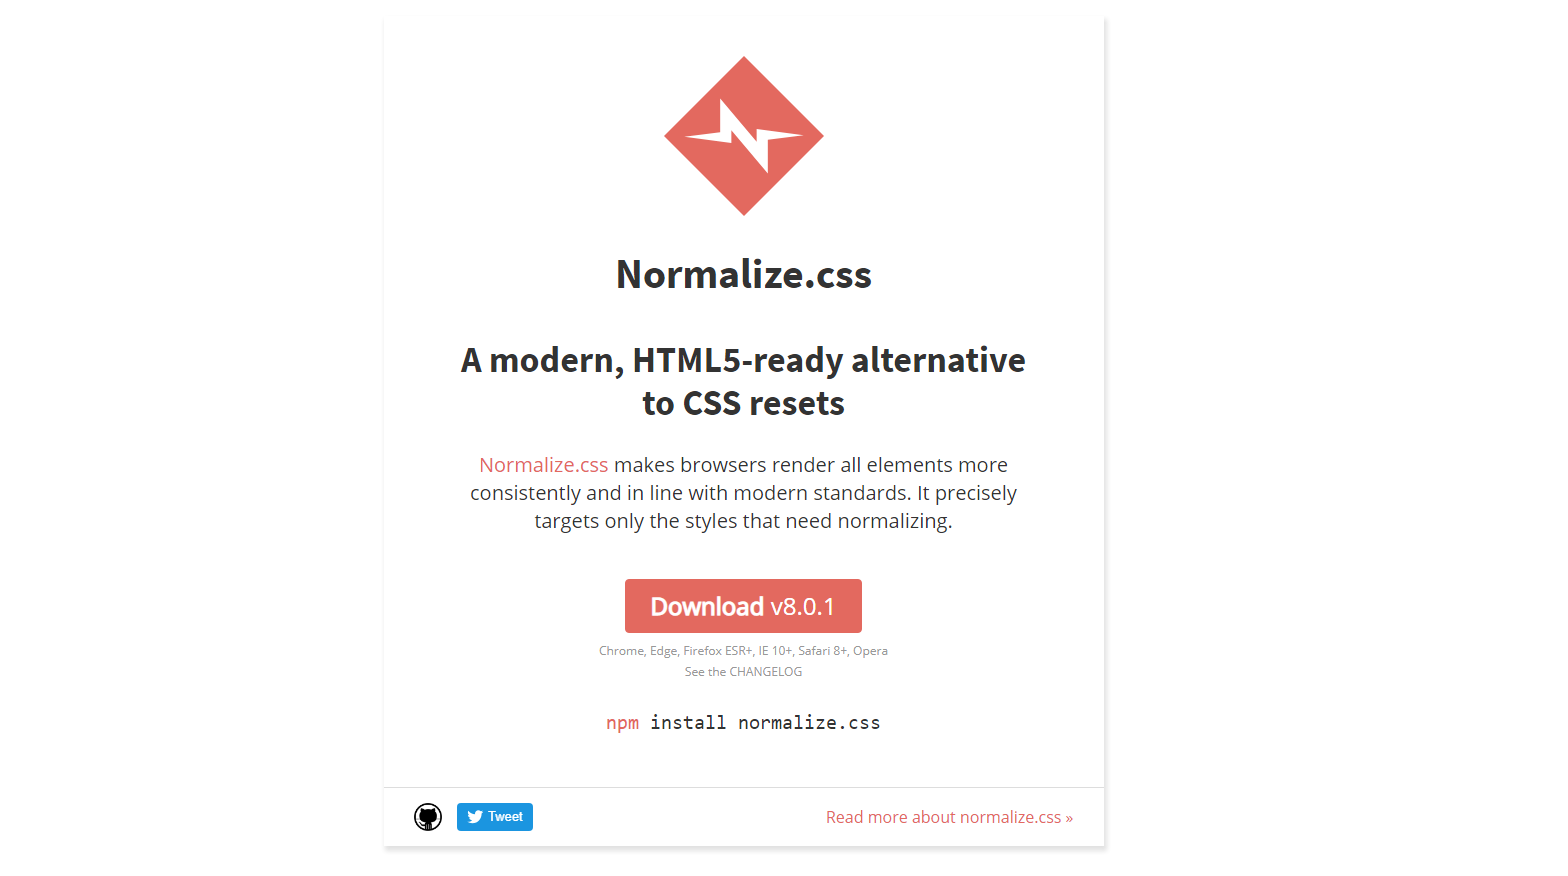 Normalize.css
A modern, HTML5-ready alternative
to CSS resets
Normalize.css makes browsers render all elements more
consistently and in line with modern standards. It precisely
targets only the styles that need normalizing.
Download v8.0.1
Chrome, Edge, Firefox ESR+, IE 10+, Safari 8+, Opera
See the CHANGELOG
npm install normalize.css
Tweet
Read more about normalize.css »